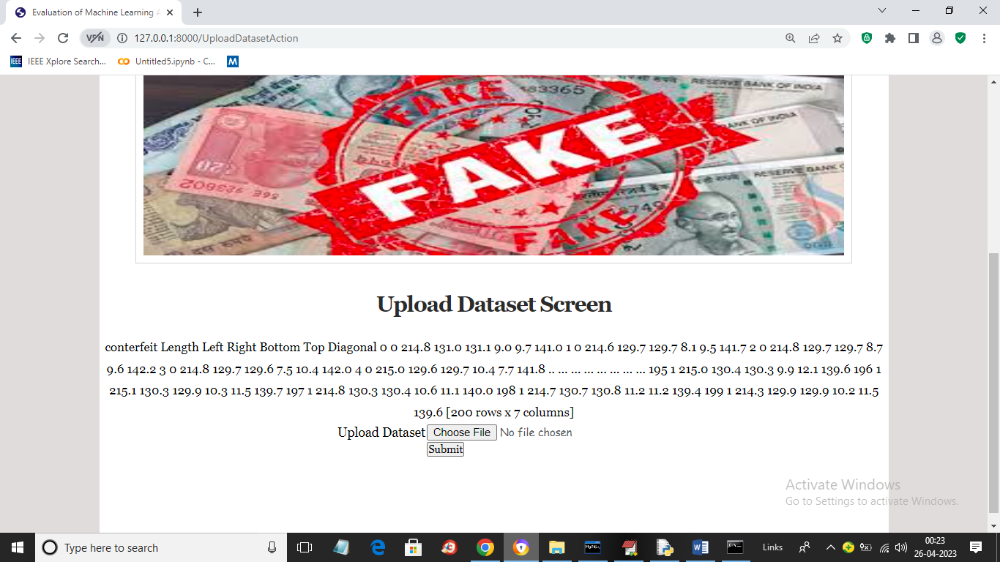 Evaluation of Machine Learning
127.0.0.1:8000/UploadDatasetAction
IEEE Xplore Search...
Untitled5.ipynb - C...
M
FAKE
83365
RESERVE BANK OF INDIA
BANK OF INDIA
20
RESERVE BANK
FAKE
FAKE
Upload Dataset Screen
conterfeit Length Left Right Bottom Top Diagonal 0 0 214.8 131.0 131.1 9.0 9.7 141.0 1 0 214.6 129.7 129.7 8.1 9.5 141.7 2 0 214.8 129.7 129.7 8.7
9.6 142.2 3 0 214.8 129.7 129.6 7.5 10.4 142.0 4 0 215.0 129.6 129.7 10.4 7.7 141.8 .. ... ... ... ... ... ... ... 195 1 215.0 130.4 130.3 9.9 12.1 139.6 196 1
215.1 130.3 129.9 10.3 11.5 139.7 197 1 214.8 130.3 130.4 10.6 11.1 140.0 198 1 214.7 130.7 130.8 11.2 11.2 139.4 199 1 214.3 129.9 129.9 10.2 11.5
139.6 [200 rows x 7 columns]
Upload Dataset Choose File No file chosen
Submit
Activate Windows
Go to Settings to activate Windows.
Type here to search
Links
00:23
26-04-2023